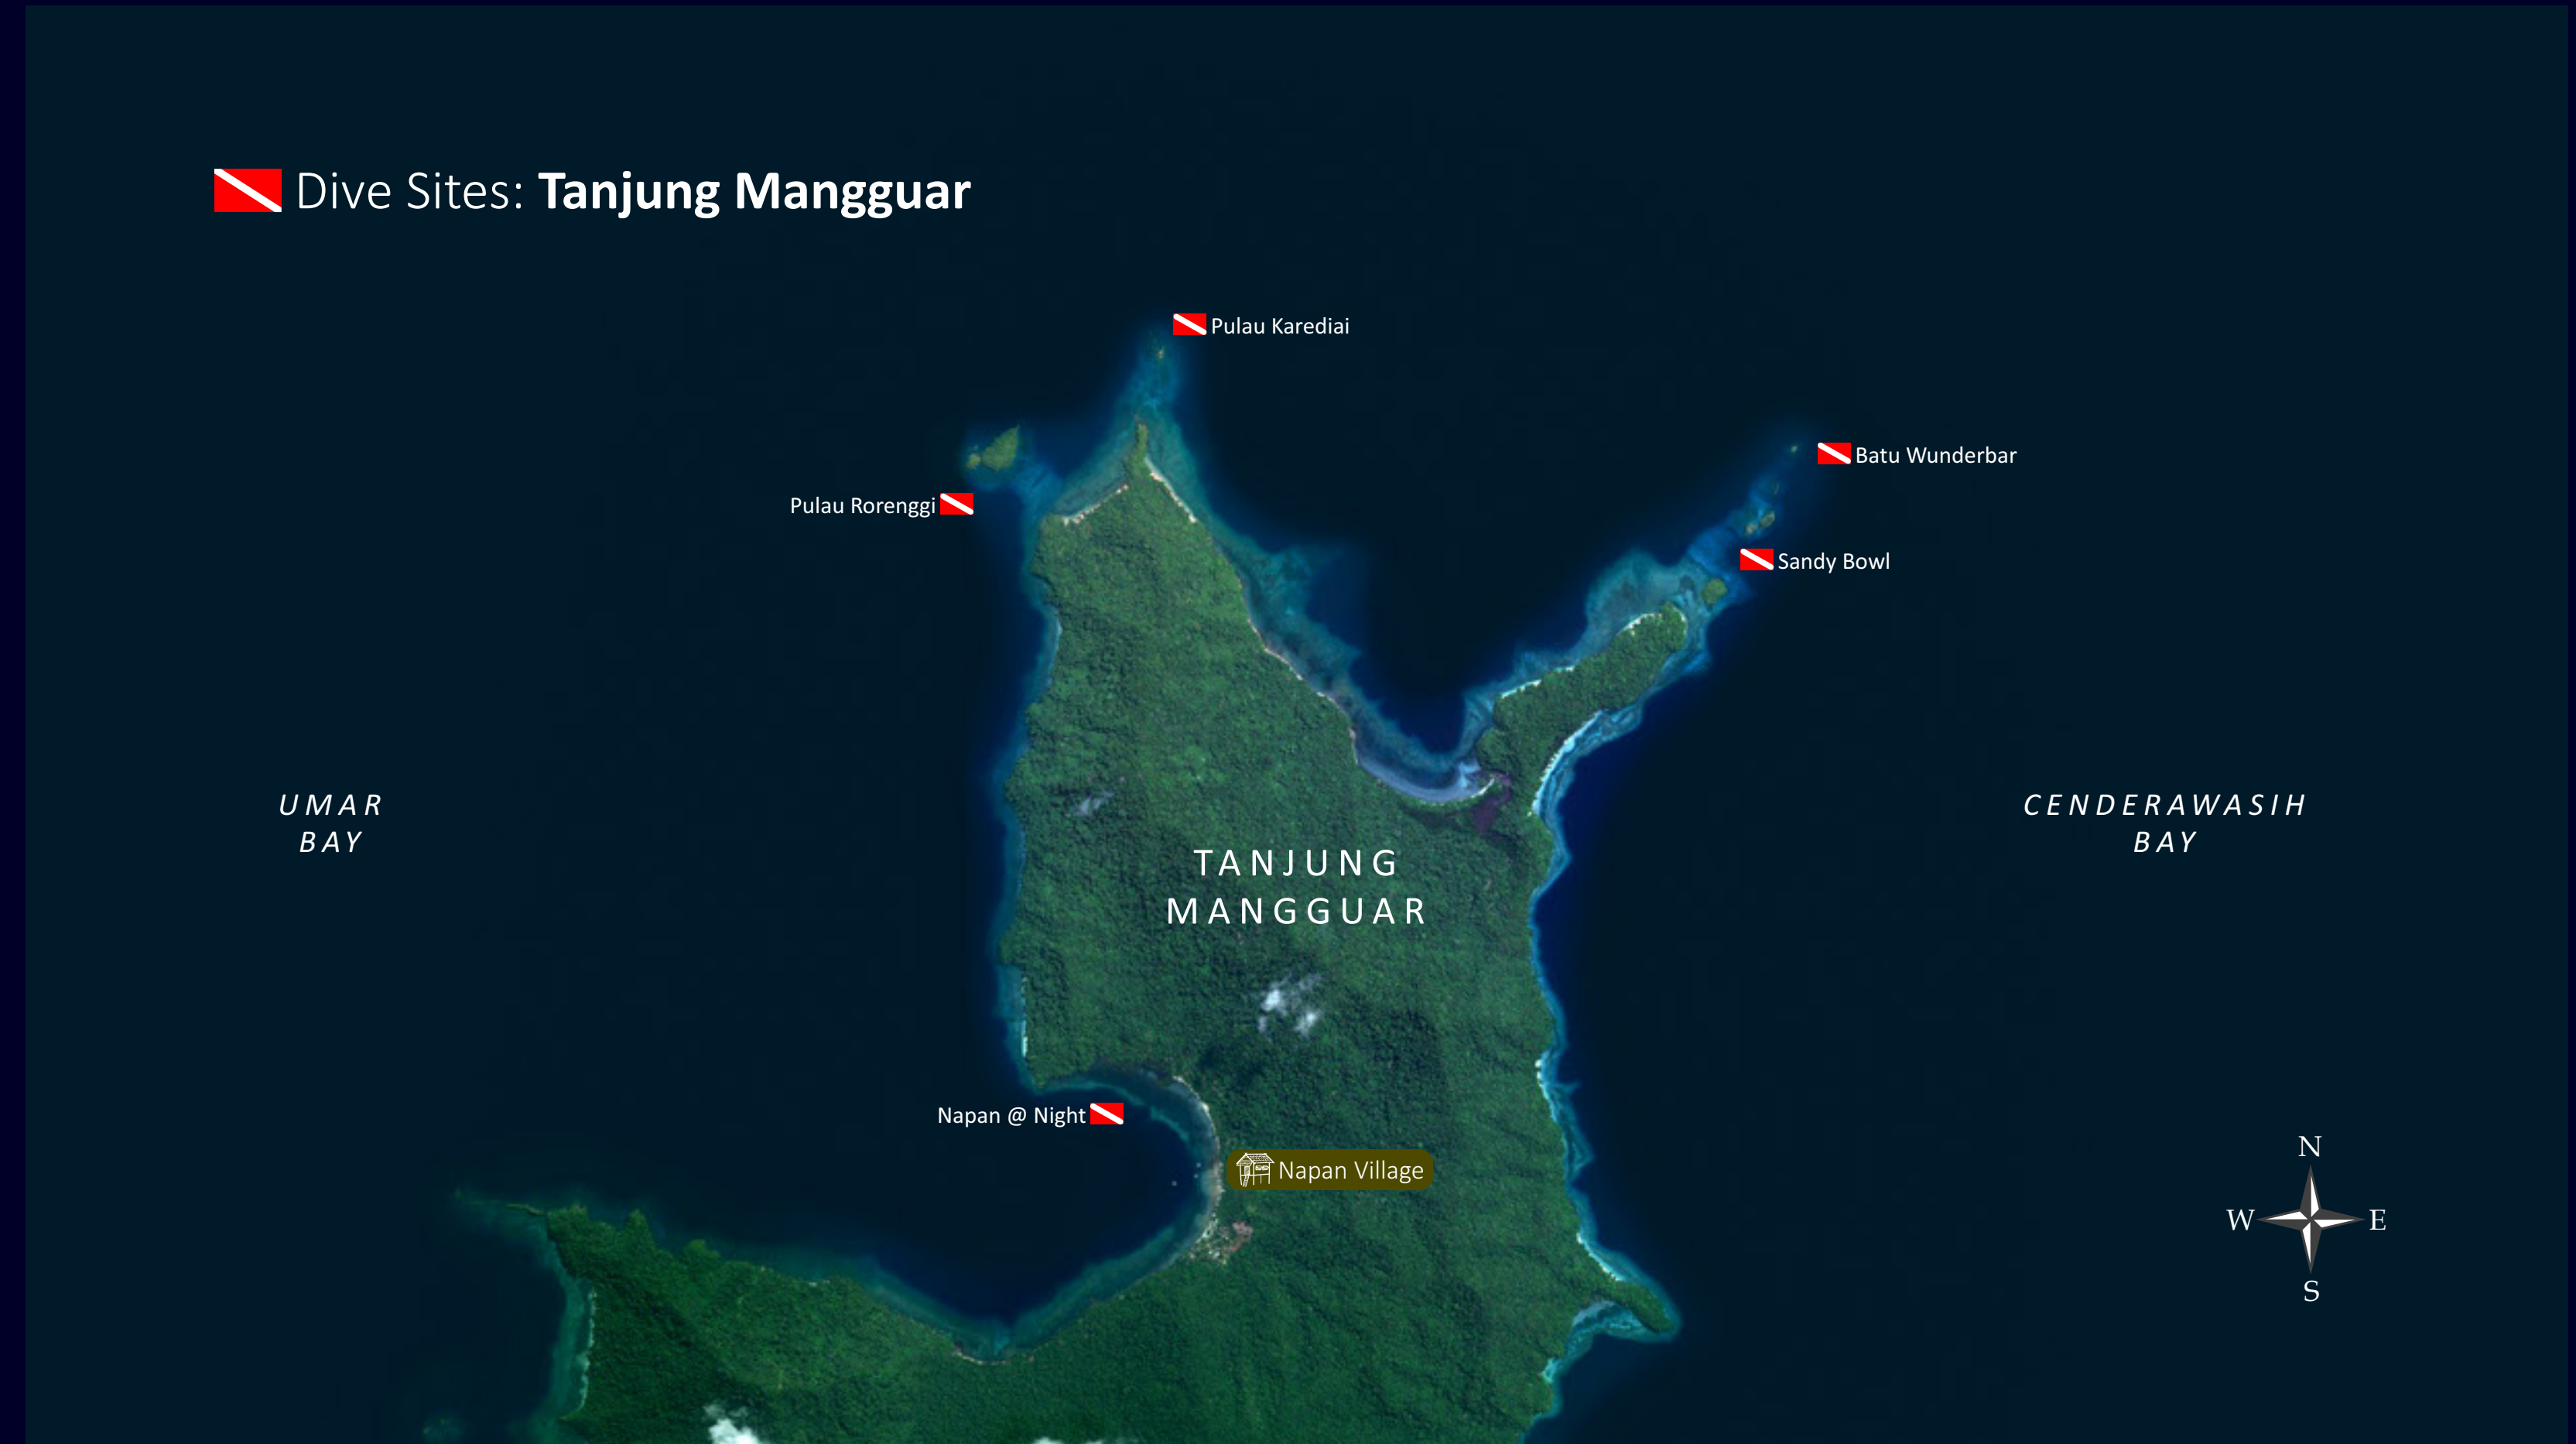 Dive Sites: Tanjung Mangguar
Pulau Karediai
Batu Wunderbar
Pulau Rorenggi
Sandy Bowl
UMAR
BAY
CENDERAWASIH
BAY
TANJUNG
MANGGUAR
Napan @ Night
Napan Village
N
W E
S